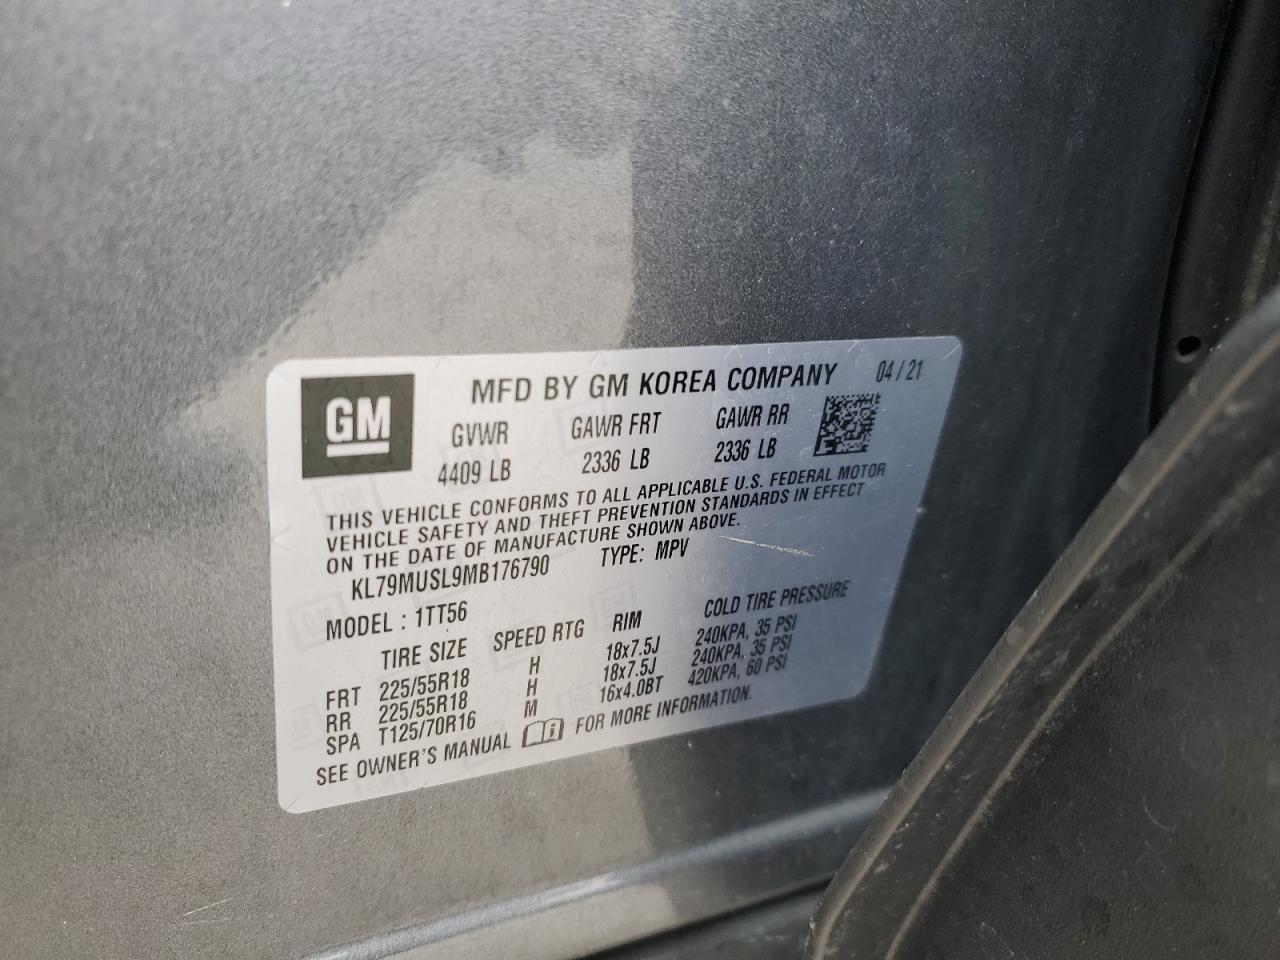 GM
MFD BY GM KOREA COMPANY 04/21
GVWR GAWR FRT GAWR RR
4409 LB 2336 LB 2336 LB
THIS VEHICLE CONFORMS TO ALL APPLICABLE U.S. FEDERAL MOTOR
VEHICLE SAFETY AND THEFT PREVENTION STANDARDS IN EFFECT
ON THE DATE OF MANUFACTURE SHOWN ABOVE.
KL79MUSL9MB176790 TYPE: MPV
MODEL : 1TT56
TIRE SIZE SPEED RTG RIM COLD TIRE PRESSURE
FRT 225/55R18 H 18x7.5J 240KPA, 35 PSI
RR 225/55R18 H 18x7.5J 240KPA, 35 PSI
SPA T125/70R16 M 16x4.0BT 420KPA, 60 PSI
SEE OWNER'S MANUAL i FOR MORE INFORMATION.